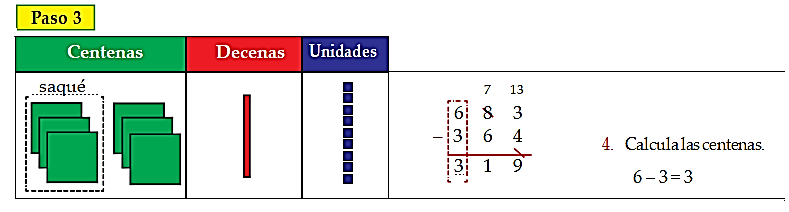 Paso 3
Centenas Decenas Unidades
saqué
7 13
6 8 3
– 3 6 4
3 1 9
4. Calcula las centenas.
6 – 3 = 3